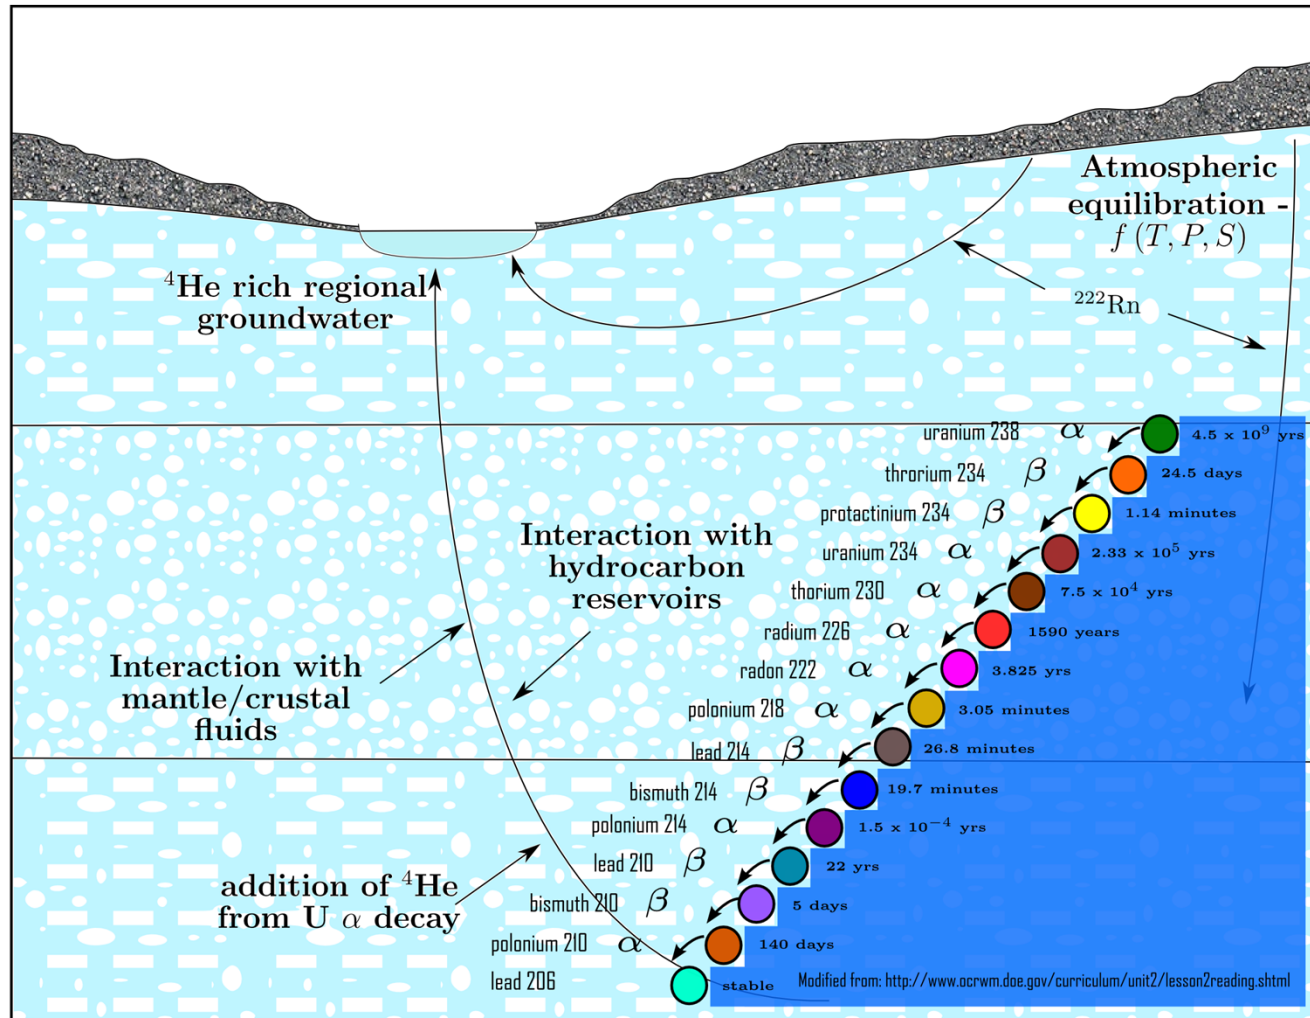 Atmospheric
equilibration -
f (T, P, S)
⁴He rich regional
groundwater
²²²Rn
uranium 238 α 4.5 x 10⁹ yrs
throrium 234 β 24.5 days
protactinium 234 β 1.14 minutes
uranium 234 α 2.33 x 10⁵ yrs
thorium 230 α 7.5 x 10⁴ yrs
radium 226 α 1590 years
radon 222 α 3.825 yrs
polonium 218 α 3.05 minutes
lead 214 β 26.8 minutes
bismuth 214 β 19.7 minutes
polonium 214 α 1.5 x 10⁻⁴ yrs
lead 210 β 22 yrs
bismuth 210 β 5 days
polonium 210 α 140 days
lead 206 stable
Interaction with
hydrocarbon
reservoirs
Interaction with
mantle/crustal
fluids
addition of ⁴He
from U α decay
Modified from: http://www.ocrwm.doe.gov/curriculum/unit2/lesson2reading.shtml